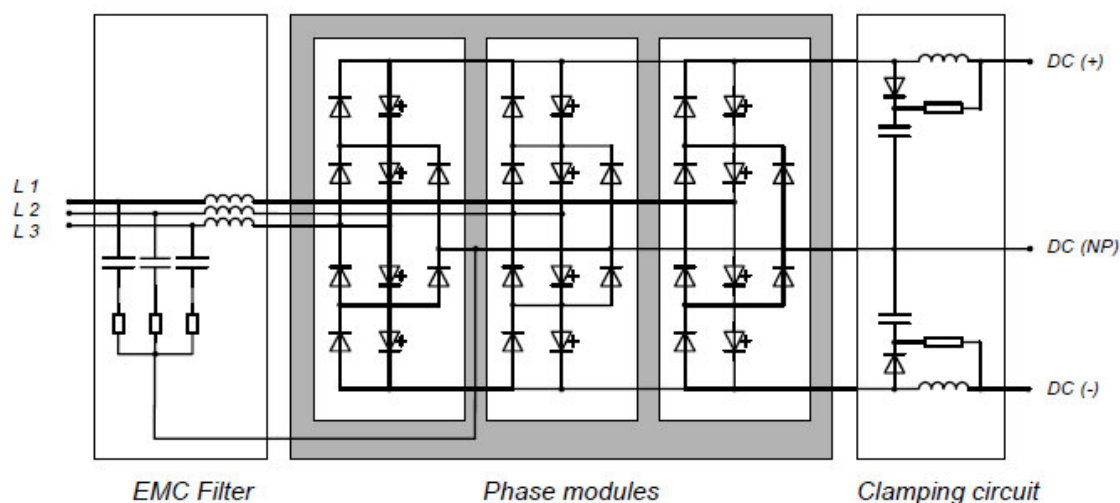 DC (+)
L 1
L 2
L 3
DC (NP)
DC (-)
EMC Filter
Phase modules
Clamping circuit